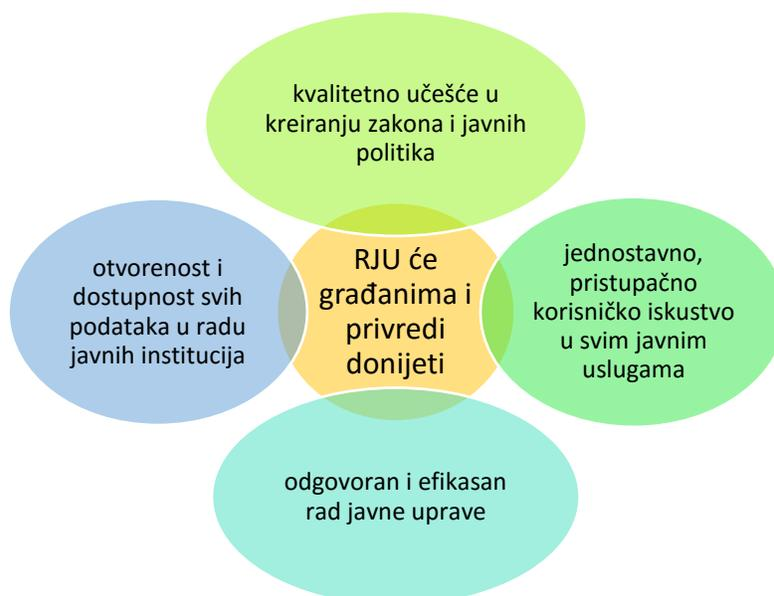 kvalitetno učešće u
kreiranju zakona i javnih
politika
otvorenost i
dostupnost svih
podataka u radu
javnih institucija
RJU će
građanima i
privredi
donijeti
jednostavno,
pristupačno
korisničko iskustvo
u svim javnim
uslugama
odgovoran i efikasan
rad javne uprave